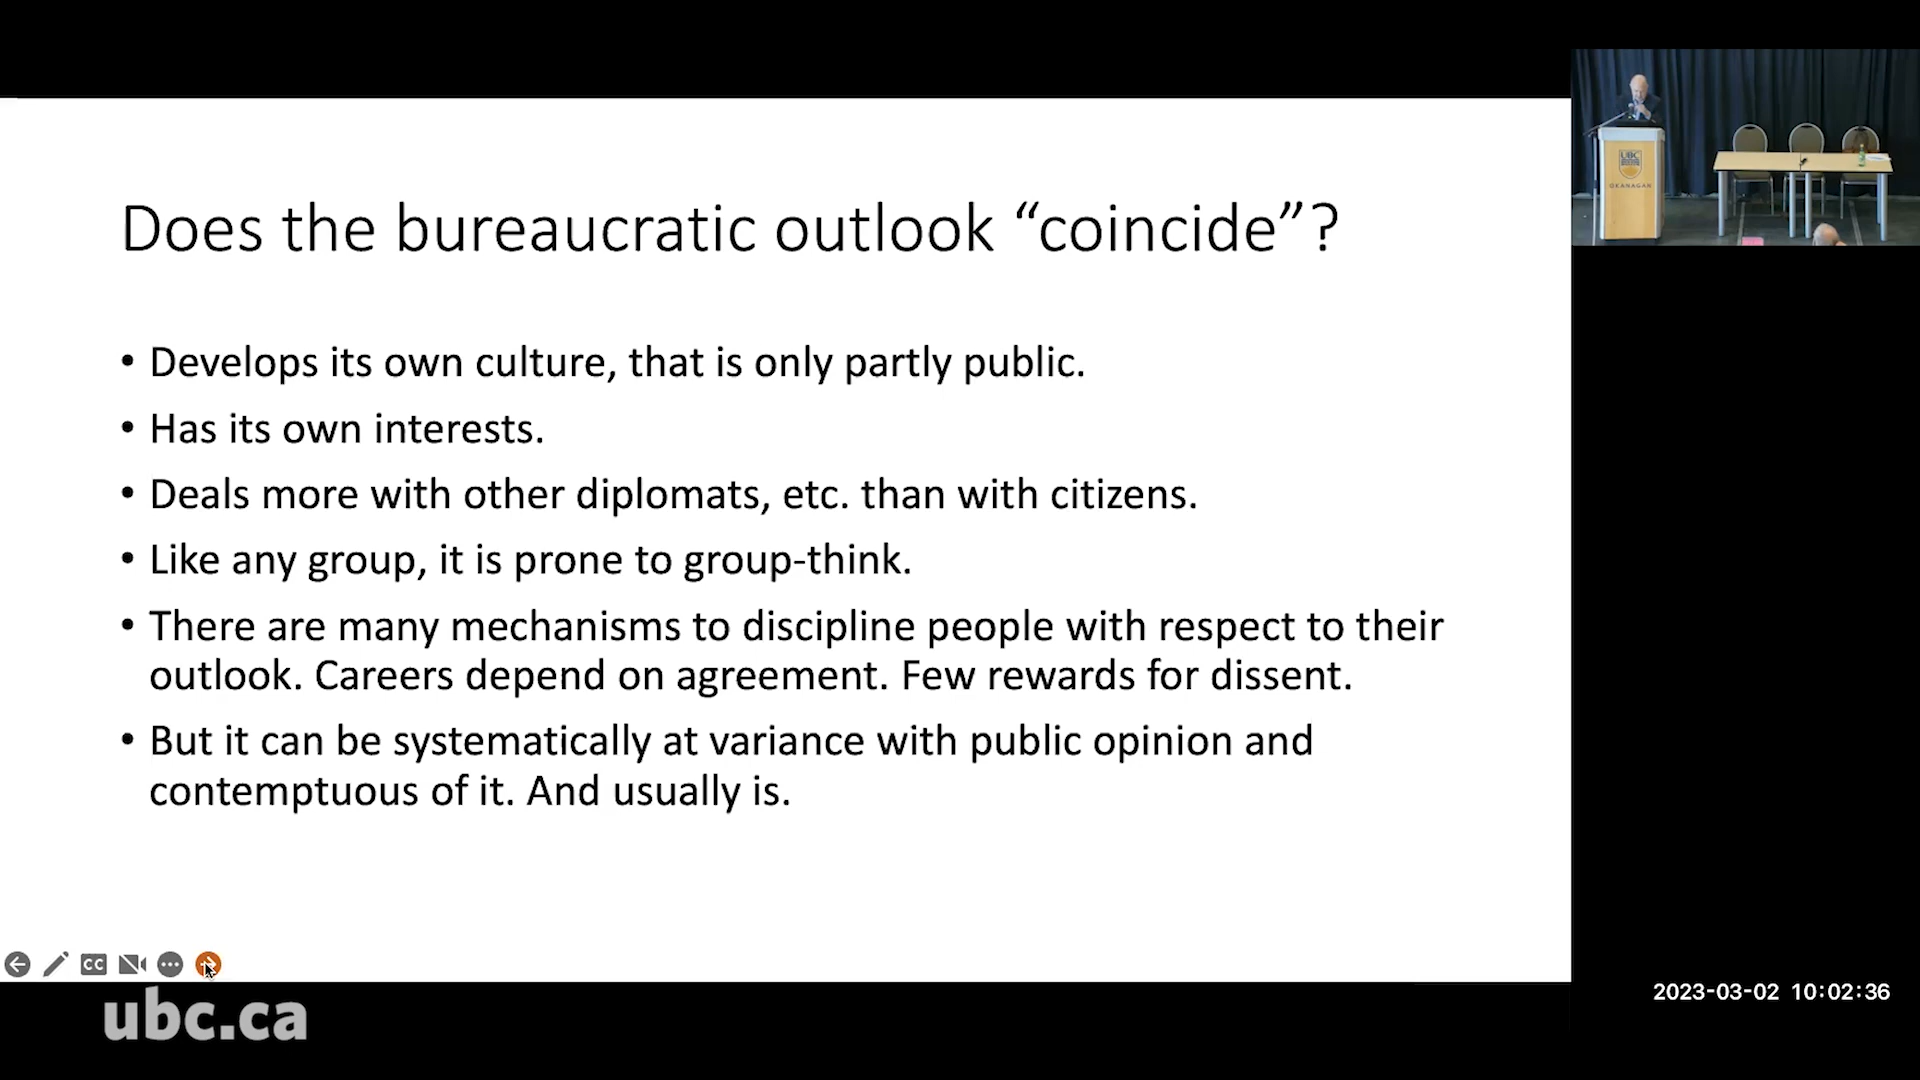 Does the bureaucratic outlook “coincide”?
• Develops its own culture, that is only partly public.
• Has its own interests.
• Deals more with other diplomats, etc. than with citizens.
• Like any group, it is prone to group-think.
• There are many mechanisms to discipline people with respect to their
outlook. Careers depend on agreement. Few rewards for dissent.
• But it can be systematically at variance with public opinion and
contemptuous of it. And usually is.
CC
ubc.ca
UBC
OKANAGAN
2023-03-02 10:02:36